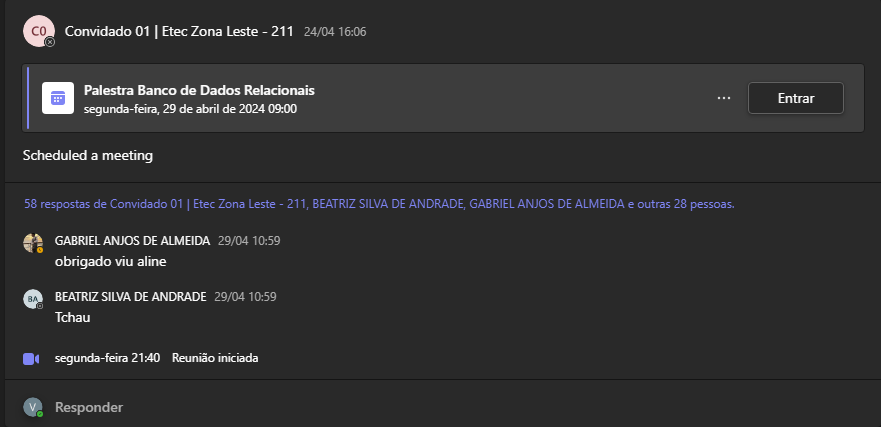 C0
Convidado 01 | Etec Zona Leste - 211 24/04 16:06
Palestra Banco de Dados Relacionais
segunda-feira, 29 de abril de 2024 09:00
... Entrar
Scheduled a meeting
58 respostas de Convidado 01 | Etec Zona Leste - 211, BEATRIZ SILVA DE ANDRADE, GABRIEL ANJOS DE ALMEIDA e outras 28 pessoas.
GABRIEL ANJOS DE ALMEIDA 29/04 10:59
obrigado viu aline
BA BEATRIZ SILVA DE ANDRADE 29/04 10:59
Tchau
segunda-feira 21:40 Reunião iniciada
V Responder